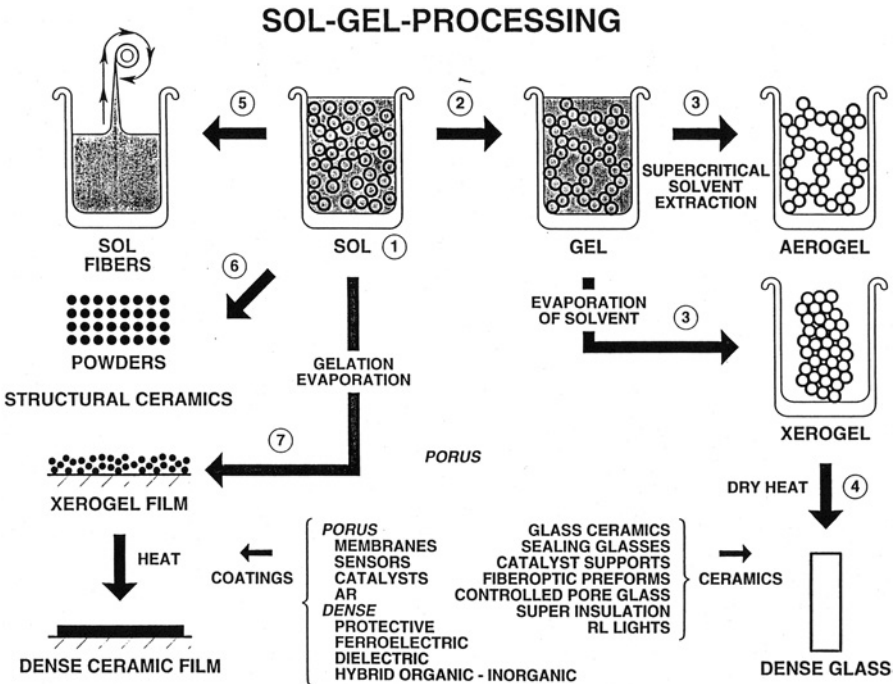 SOL-GEL-PROCESSING
5
2
3
SUPERCRITICAL
SOLVENT
EXTRACTION
SOL
FIBERS
SOL 1
GEL
AEROGEL
6
EVAPORATION
OF SOLVENT
3
POWDERS
GELATION
EVAPORATION
STRUCTURAL CERAMICS
XEROGEL
7
PORUS
XEROGEL FILM
DRY HEAT 4
HEAT
COATINGS
PORUS
MEMBRANES
SENSORS
CATALYSTS
AR
DENSE
PROTECTIVE
FERROELECTRIC
DIELECTRIC
HYBRID ORGANIC - INORGANIC
GLASS CERAMICS
SEALING GLASSES
CATALYST SUPPORTS
FIBEROPTIC PREFORMS
CONTROLLED PORE GLASS
SUPER INSULATION
RL LIGHTS
CERAMICS
DENSE CERAMIC FILM
DENSE GLASS